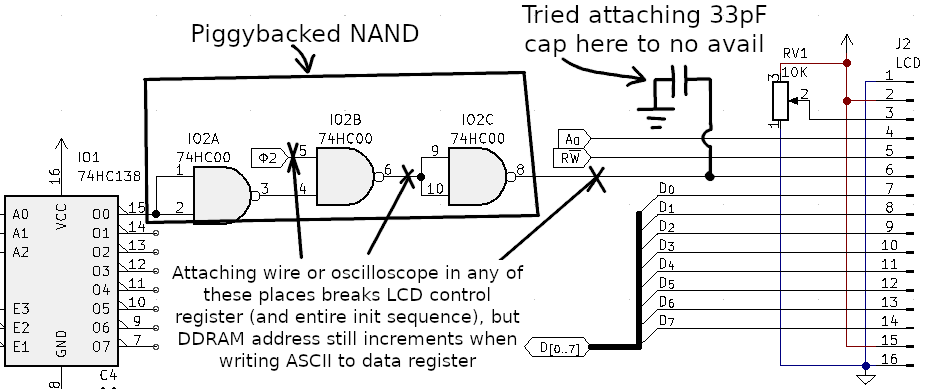 Piggybacked NAND
Tried attaching 33pF
cap here to no avail
J2
LCD
RV1
10K
3
2
1
1
2
3
4
5
6
7
8
9
10
11
12
13
14
15
16
A0
RW
IO2A
74HC00
1
2
3
IO2B
74HC00
Φ2
5
4
6
IO2C
74HC00
9
10
8
IO1
74HC138
16
VCC
A0
A1
A2
E3
E2
E1
GND
8
O0
O1
O2
O3
O4
O5
O6
O7
15
14
13
12
11
10
9
7
C4
D0
D1
D2
D3
D4
D5
D6
D7
D[0..7]
Attaching wire or oscilloscope in any of
these places breaks LCD control
register (and entire init sequence), but
DDRAM address still increments when
writing ASCII to data register